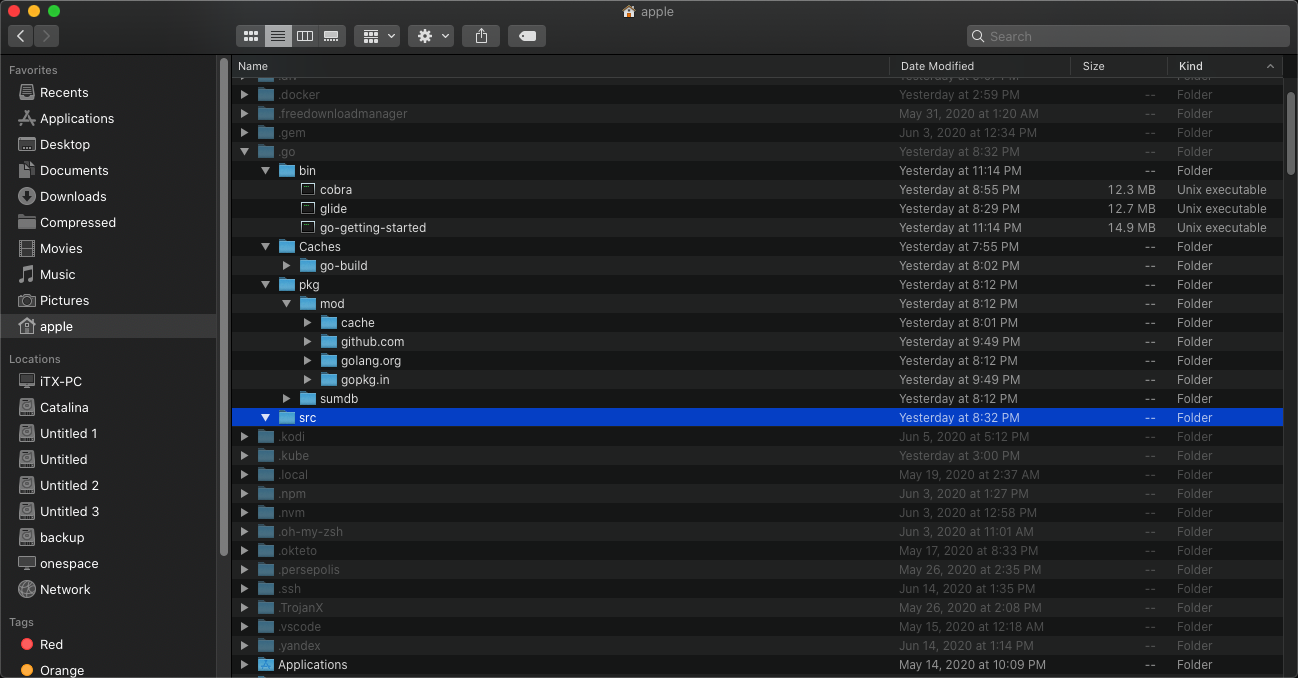 apple
Search
Favorites
Recents
Applications
Desktop
Documents
Downloads
Compressed
Movies
Music
Pictures
apple
Locations
iTX-PC
Catalina
Untitled 1
Untitled
Untitled 2
Untitled 3
backup
onespace
Network
Tags
Red
Orange
Name Date Modified Size Kind
.docker Yesterday at 2:59 PM -- Folder
.freedownloadmanager May 31, 2020 at 1:20 AM -- Folder
.gem Jun 3, 2020 at 12:34 PM -- Folder
.go Yesterday at 8:32 PM -- Folder
bin Yesterday at 11:14 PM -- Folder
cobra Yesterday at 8:55 PM 12.3 MB Unix executable
glide Yesterday at 8:29 PM 12.7 MB Unix executable
go-getting-started Yesterday at 11:14 PM 14.9 MB Unix executable
Caches Yesterday at 7:55 PM -- Folder
go-build Yesterday at 8:02 PM -- Folder
pkg Yesterday at 8:12 PM -- Folder
mod Yesterday at 8:12 PM -- Folder
cache Yesterday at 8:01 PM -- Folder
github.com Yesterday at 9:49 PM -- Folder
golang.org Yesterday at 8:12 PM -- Folder
gopkg.in Yesterday at 9:49 PM -- Folder
sumdb Yesterday at 8:12 PM -- Folder
src Yesterday at 8:32 PM -- Folder
.kodi Jun 5, 2020 at 5:12 PM -- Folder
.kube Yesterday at 3:00 PM -- Folder
.local May 19, 2020 at 2:37 AM -- Folder
.npm Jun 3, 2020 at 1:27 PM -- Folder
.nvm Jun 3, 2020 at 12:58 PM -- Folder
.oh-my-zsh Jun 3, 2020 at 11:01 AM -- Folder
.okteto May 17, 2020 at 8:33 PM -- Folder
.persepolis May 26, 2020 at 2:35 PM -- Folder
.ssh Jun 14, 2020 at 1:35 PM -- Folder
.TrojanX May 26, 2020 at 2:08 PM -- Folder
.vscode May 15, 2020 at 12:18 AM -- Folder
.yandex Jun 14, 2020 at 1:14 PM -- Folder
Applications May 14, 2020 at 10:09 PM -- Folder